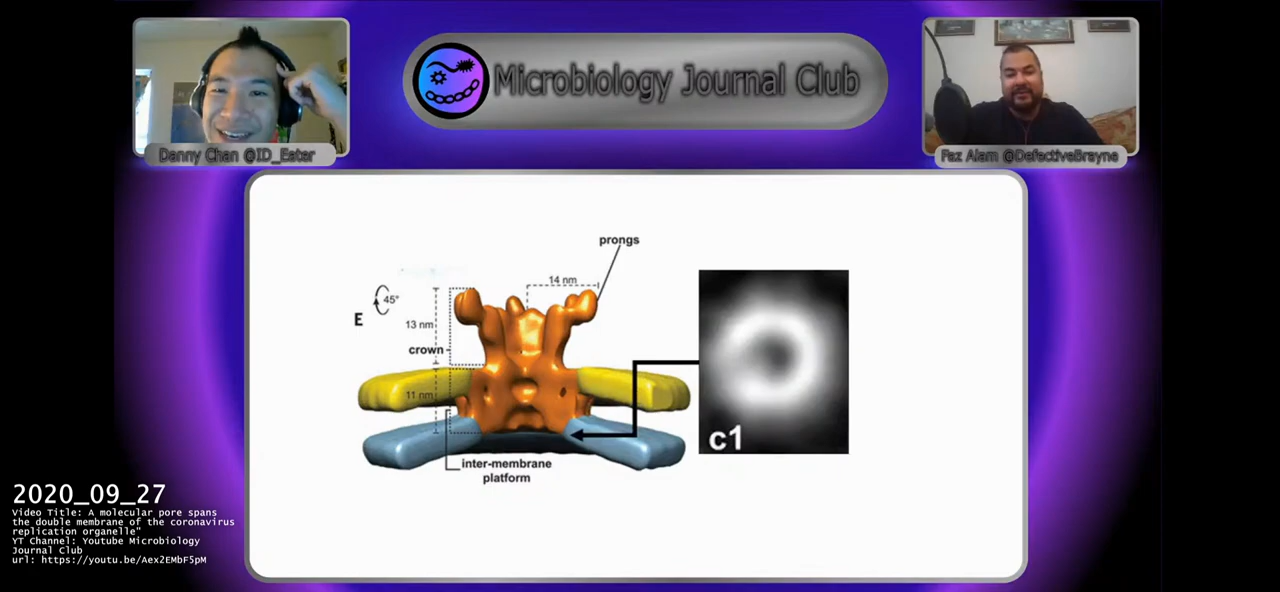 Microbiology Journal Club
Danny Chan @ID_Eater
Faz Alam @DefectiveBrayne
prongs
14 nm
45°
E
13 nm
crown
11 nm
c1
inter-membrane
platform
2020_09_27
Video Title: A molecular pore spans
the double membrane of the coronavirus
replication organelle"
YT Channel: Youtube Microbiology
Journal Club
url: https://youtu.be/Aex2EMbF5pM